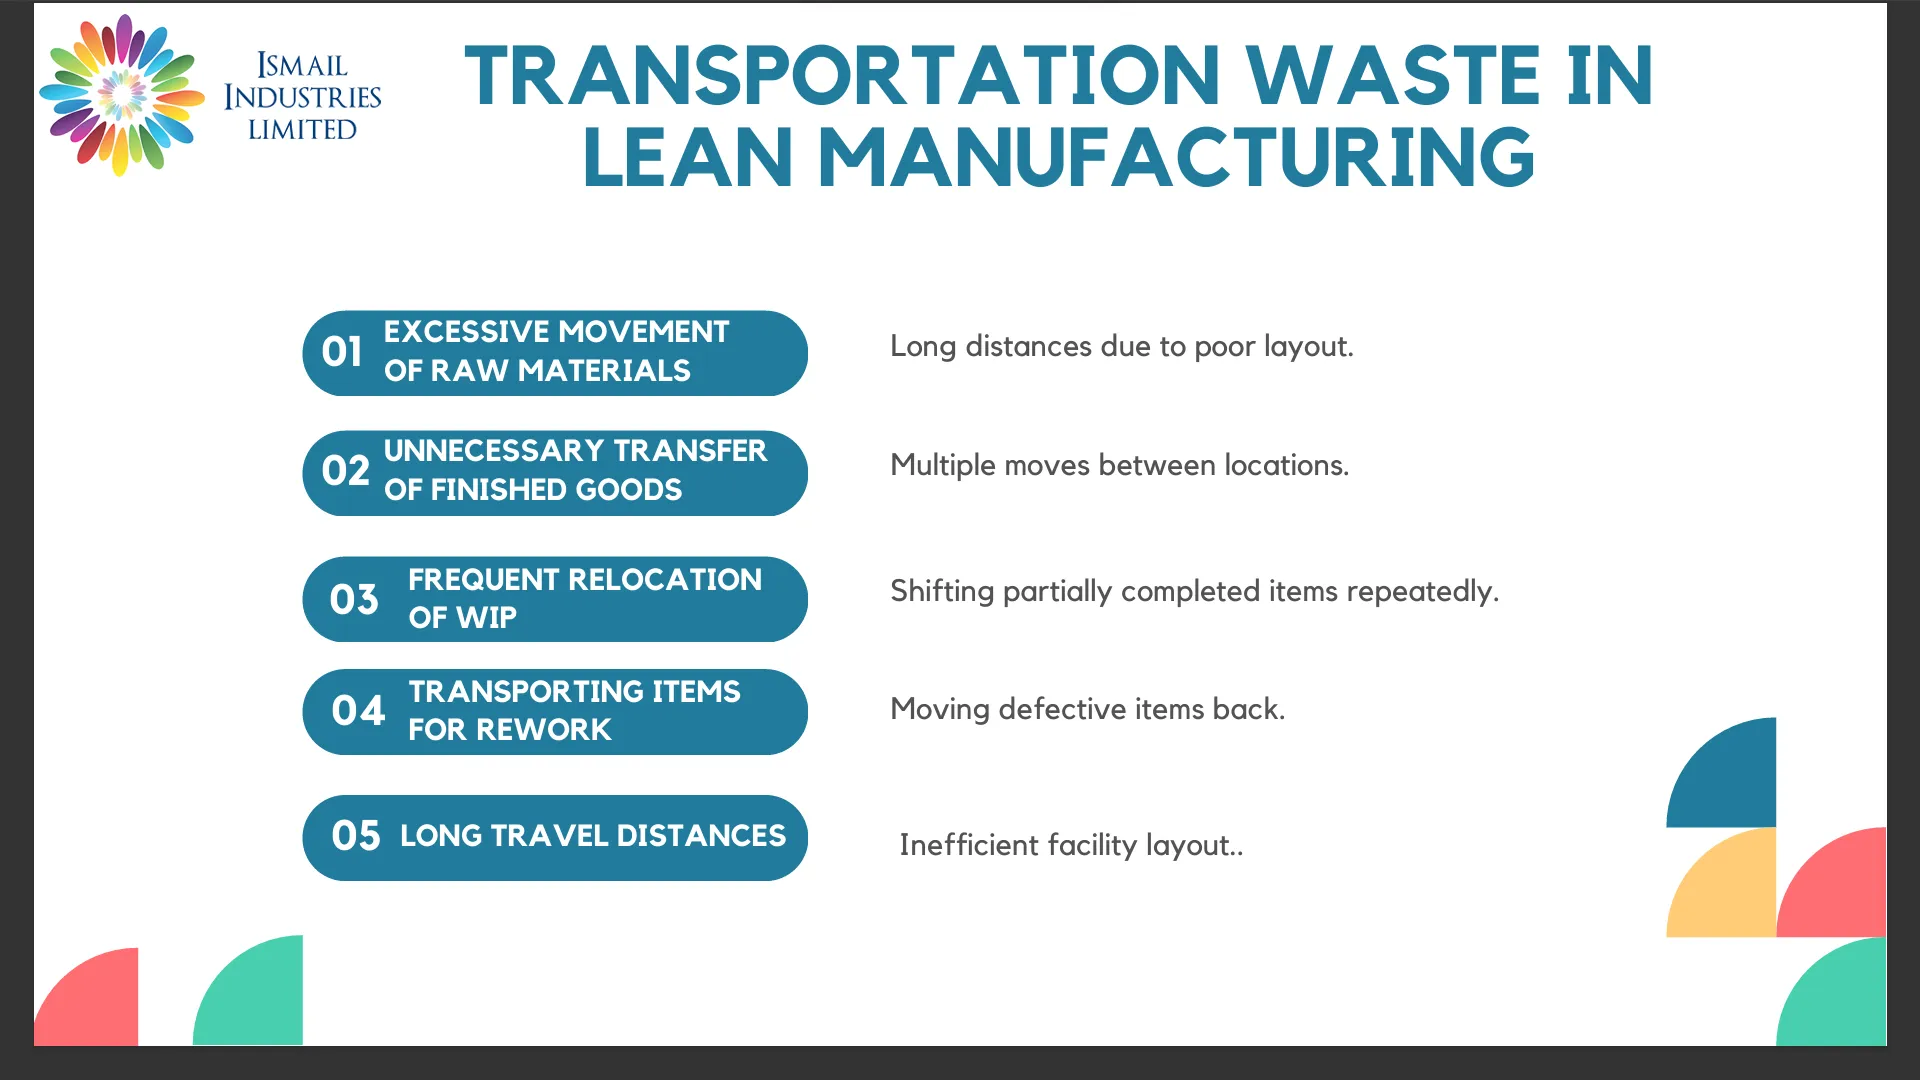 ISMAIL
INDUSTRIES
LIMITED
TRANSPORTATION WASTE IN
LEAN MANUFACTURING
01 EXCESSIVE MOVEMENT
OF RAW MATERIALS
Long distances due to poor layout.
02 UNNECESSARY TRANSFER
OF FINISHED GOODS
Multiple moves between locations.
03 FREQUENT RELOCATION
OF WIP
Shifting partially completed items repeatedly.
04 TRANSPORTING ITEMS
FOR REWORK
Moving defective items back.
05 LONG TRAVEL DISTANCES
Inefficient facility layout..